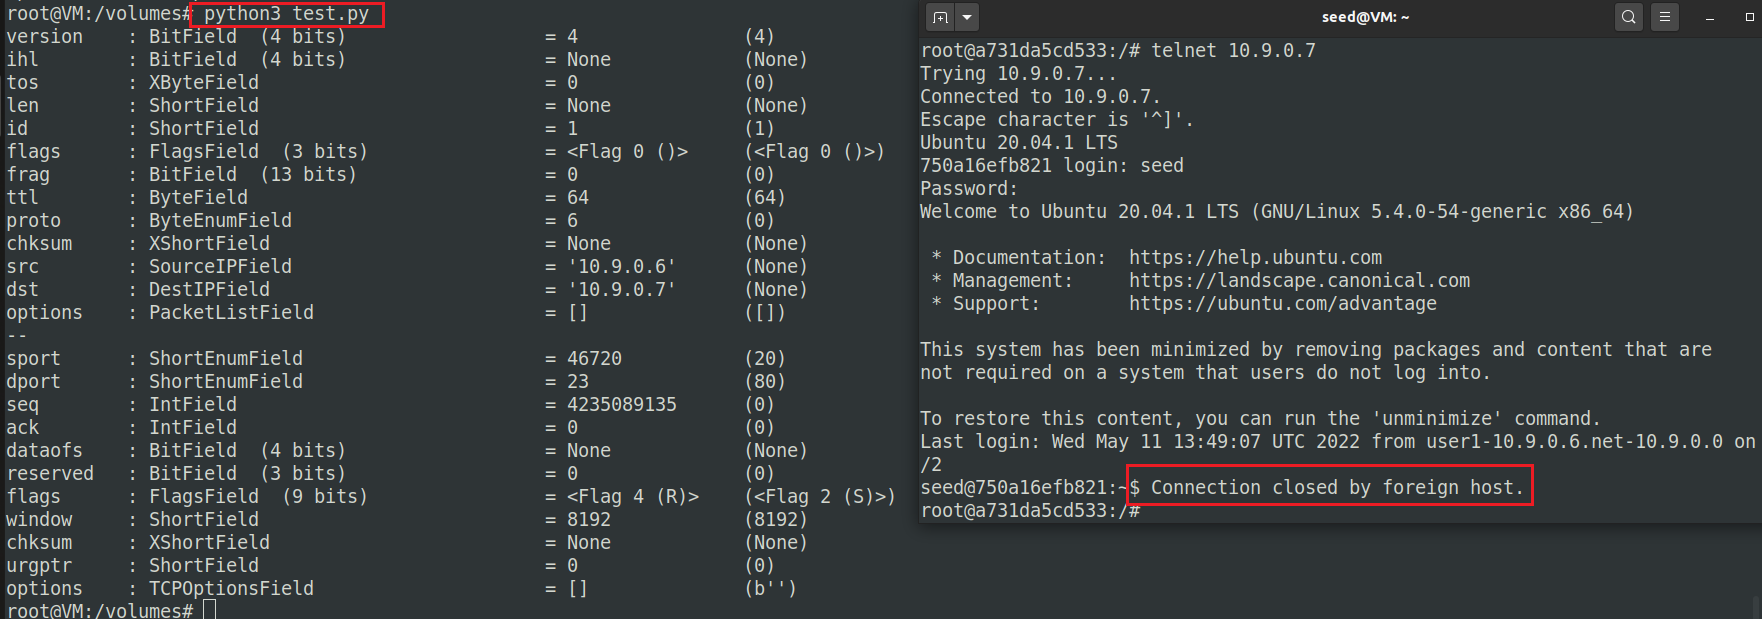 root@VM:/volumes# python3 test.py
version    : BitField  (4 bits)                  = 4               (4)
ihl        : BitField  (4 bits)                  = None            (None)
tos        : XByteField                          = 0               (0)
len        : ShortField                          = None            (None)
id         : ShortField                          = 1               (1)
flags      : FlagsField  (3 bits)                = <Flag 0 ()>     (<Flag 0 ()>)
frag       : BitField  (13 bits)                 = 0               (0)
ttl        : ByteField                           = 64              (64)
proto      : ByteEnumField                       = 6               (0)
chksum     : XShortField                         = None            (None)
src        : SourceIPField                       = '10.9.0.6'      (None)
dst        : DestIPField                         = '10.9.0.7'      (None)
options    : PacketListField                     = []              ([])
--
sport      : ShortEnumField                      = 46720           (20)
dport      : ShortEnumField                      = 23              (80)
seq        : IntField                            = 4235089135      (0)
ack        : IntField                            = 0               (0)
dataofs    : BitField  (4 bits)                  = None            (None)
reserved   : BitField  (3 bits)                  = 0               (0)
flags      : FlagsField  (9 bits)                = <Flag 4 (R)>    (<Flag 2 (S)>)
window     : ShortField                          = 8192            (8192)
chksum     : XShortField                         = None            (None)
urgptr     : ShortField                          = 0               (0)
options    : TCPOptionsField                     = []              (b'')
root@VM:/volumes#
seed@VM: ~
root@a731da5cd533:/# telnet 10.9.0.7
Trying 10.9.0.7...
Connected to 10.9.0.7.
Escape character is '^]'.
Ubuntu 20.04.1 LTS
750a16efb821 login: seed
Password:
Welcome to Ubuntu 20.04.1 LTS (GNU/Linux 5.4.0-54-generic x86_64)
 * Documentation:  https://help.ubuntu.com
 * Management:     https://landscape.canonical.com
 * Support:        https://ubuntu.com/advantage
This system has been minimized by removing packages and content that are
not required on a system that users do not log into.
To restore this content, you can run the 'unminimize' command.
Last login: Wed May 11 13:49:07 UTC 2022 from user1-10.9.0.6.net-10.9.0.0 on
/2
seed@750a16efb821:~$ Connection closed by foreign host.
root@a731da5cd533:/#